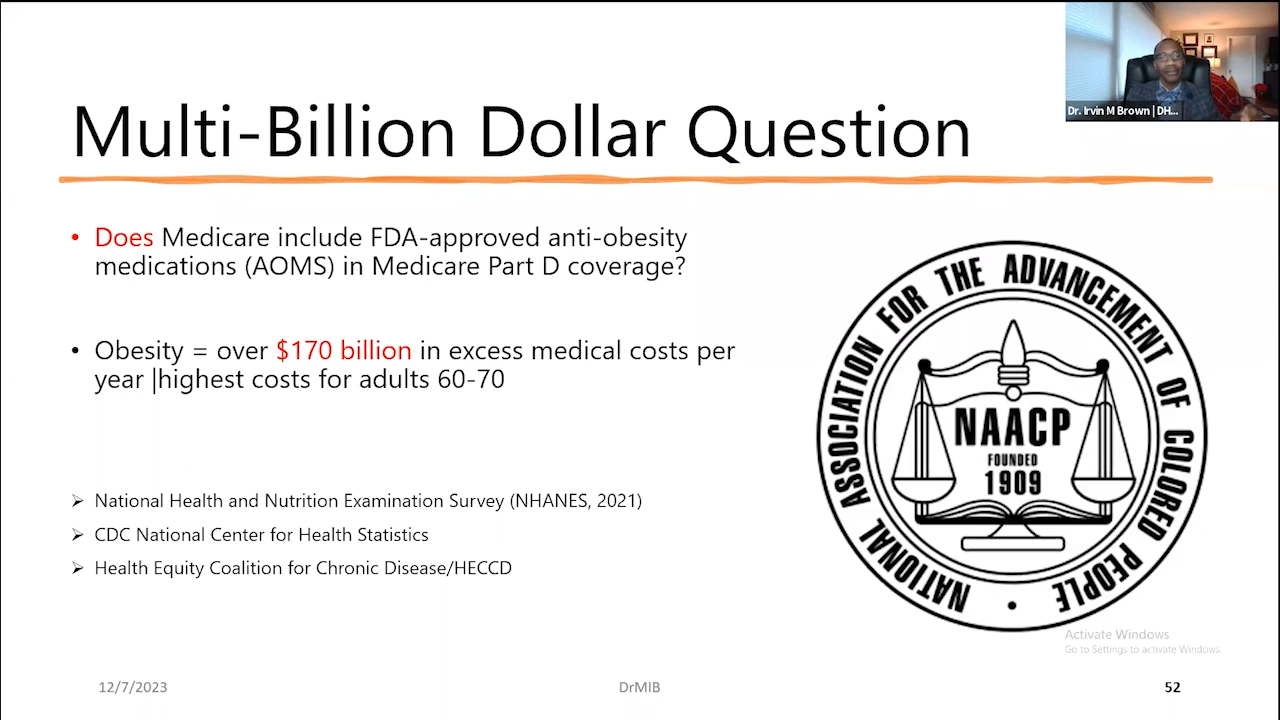 Dr. Irvin M Brown | DH...
Multi-Billion Dollar Question
• Does Medicare include FDA-approved anti-obesity
medications (AOMS) in Medicare Part D coverage?
• Obesity = over $170 billion in excess medical costs per
year |highest costs for adults 60-70
➢ National Health and Nutrition Examination Survey (NHANES, 2021)
➢ CDC National Center for Health Statistics
➢ Health Equity Coalition for Chronic Disease/HECCD
NATIONAL ASSOCIATION FOR THE ADVANCEMENT OF COLORED PEOPLE •
NAACP
FOUNDED
1909
Activate Windows
Go to Settings to activate Windows.
12/7/2023
DrMIB
52